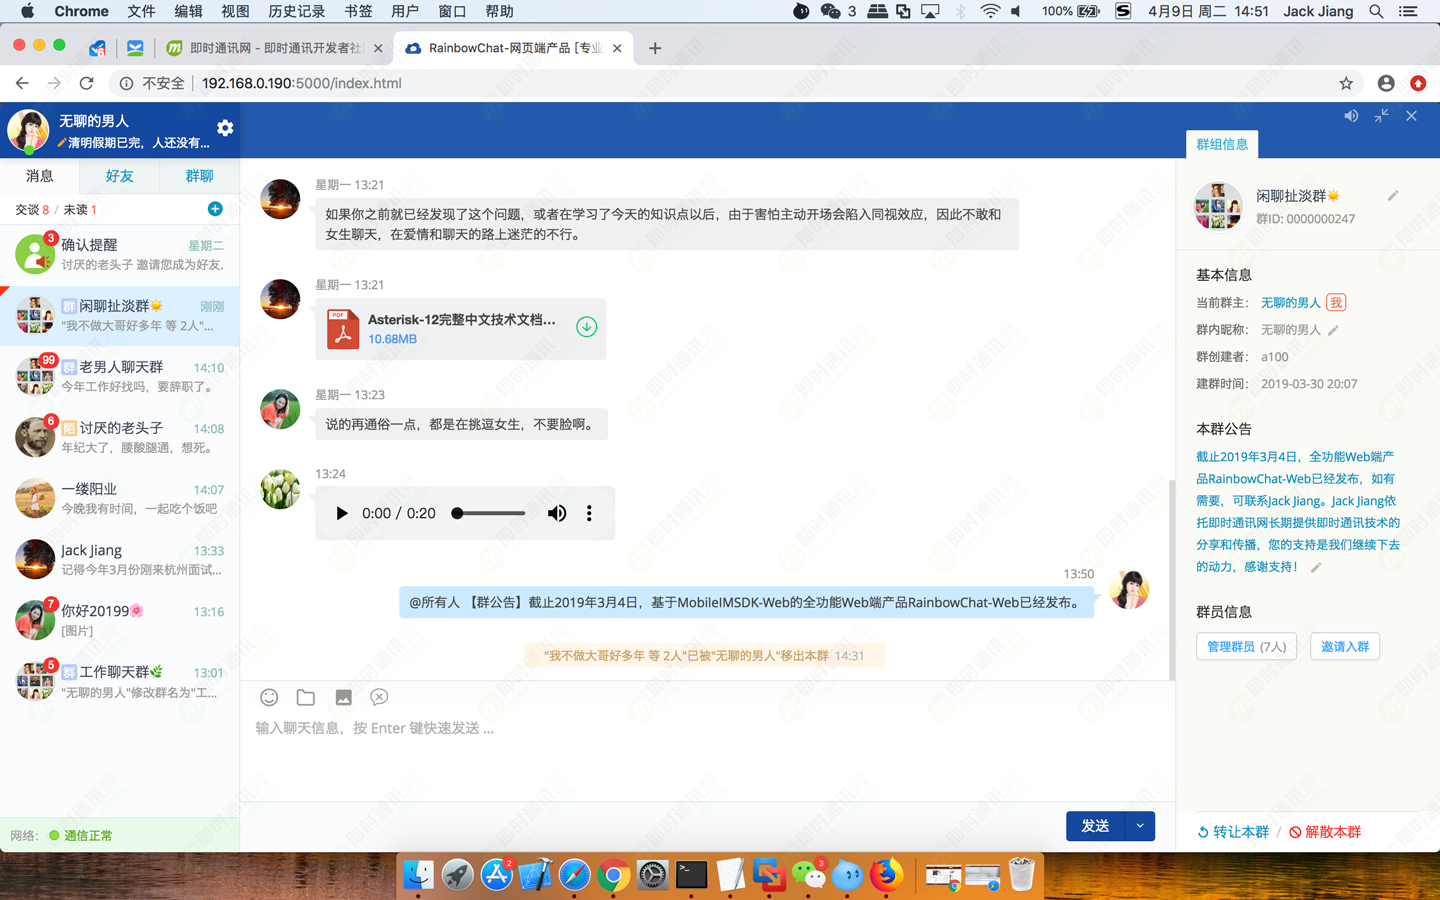 Chrome 文件 编辑 视图 历史记录 书签 用户 窗口 帮助 3 100% 4月9日 周二 14:51 Jack Jiang
6 即时通讯网 - 即时通讯开发者社 RainbowChat-网页端产品 [专业
不安全 192.168.0.190:5000/index.html
无聊的男人
清明假期已完，人还没有...
消息 好友 群聊
交谈 8 / 未读 1
3 确认提醒 星期二
讨厌的老头子 邀请您成为好友.
群 闲聊扯淡群 刚刚
"我不做大哥好多年 等 2人"...
99 群 老男人聊天群 14:10
今年工作好找吗，要辞职了。
6 陌 讨厌的老头子 14:08
年纪大了，腰酸腿通，想死。
一缕阳业 14:07
今晚我有时间，一起吃个饭吧
Jack Jiang 13:33
记得今年3月份刚来杭州面试...
7 你好20199 13:16
[图片]
5 群 工作聊天群 13:01
"无聊的男人"修改群名为"工...
网络： 通信正常
星期一 13:21
如果你之前就已经发现了这个问题，或者在学习了今天的知识点以后，由于害怕主动开场会陷入同视效应，因此不敢和
女生聊天，在爱情和聊天的路上迷茫的不行。
星期一 13:21
PDF Asterisk-12完整中文技术文档...
10.68MB
星期一 13:23
说的再通俗一点，都是在挑逗女生，不要脸啊。
13:24
0:00 / 0:20
13:50
@所有人 【群公告】截止2019年3月4日，基于MobileIMSDK-Web的全功能Web端产品RainbowChat-Web已经发布。
"我不做大哥好多年 等 2人"已被"无聊的男人"移出本群 14:31
输入聊天信息，按 Enter 键快速发送 ...
发送
群组信息
闲聊扯淡群
群ID: 0000000247
基本信息
当前群主： 无聊的男人 我
群内昵称： 无聊的男人
群创建者： a100
建群时间： 2019-03-30 20:07
本群公告
截止2019年3月4日，全功能Web端产
品RainbowChat-Web已经发布，如有
需要，可联系Jack Jiang。Jack Jiang依
托即时通讯网长期提供即时通讯技术的
分享和传播，您的支持是我们继续下去
的动力，感谢支持！
群员信息
管理群员 (7人) 邀请入群
转让本群 / 解散本群
2 3